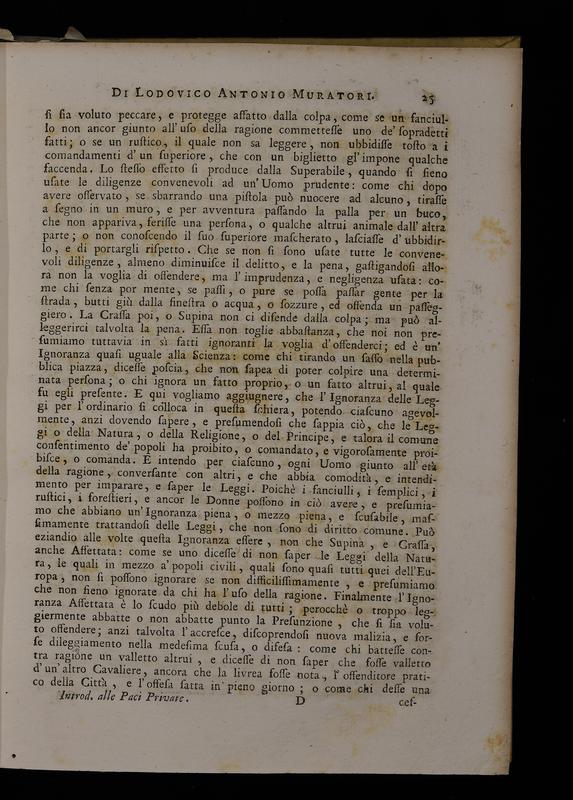 DI LODOVICO ANTONIO MURATORI. 25
ſi ſia voluto peccare, e protegge affatto dalla colpa, come ſe un fanciul-
lo non ancor giunto all'uſo della ragione commetteſſe uno de' ſopradetti
fatti; o ſe un ruſtico, il quale non sa leggere, non ubbidiſſe toſto a i
comandamenti d'un ſuperiore, che con un biglietto gl'impone qualche
faccenda. Lo ſteſſo effetto ſi produce dalla Superabile, quando ſi ſieno
uſate le diligenze convenevoli ad un'Uomo prudente: come chi dopo
avere oſſervato, ſe sbarrando una piſtola può nuocere ad alcuno, tiraſſe
a ſegno in un muro, e per avventura paſſando la palla per un buco,
che non appariva, feriſſe una perſona, o qualche altrui animale dall'altra
parte; o non conoſcendo il ſuo ſuperiore maſcherato, laſciaſſe d'ubbidir-
lo, e di portargli riſpetto. Che ſe non ſi ſono uſate tutte le convene-
voli diligenze, almeno diminuiſce il delitto, e la pena, gaſtigandoſi allo-
ra non la voglia di offendere, ma l'imprudenza, e negligenza uſata: co-
me chi ſenza por mente, ſe paſſi, o pure ſe poſſa paſſar gente per la
ſtrada, butti giù dalla fineſtra o acqua, o ſozzure, ed offenda un paſſeg-
giero. La Craſſa poi, o Supina non ci difende dalla colpa; ma può al-
leggerirci talvolta la pena. Eſſa non toglie abbaſtanza, che noi non pre-
ſumiamo tuttavia in sì fatti ignoranti la voglia d'offenderci; ed è un'
Ignoranza quaſi uguale alla Scienza: come chi tirando un ſaſſo nella pub-
blica piazza, diceſſe poſcia, che non ſapea di poter colpire una determi-
nata perſona; o chi ignora un fatto proprio, o un fatto altrui, al quale
fu egli preſente. E qui vogliamo aggiugnere, che l'Ignoranza delle Leg-
gi per l'ordinario ſi colloca in queſta ſchiera, potendo ciaſcuno agevol-
mente, anzi dovendo ſapere, e preſumendoſi che ſappia ciò, che le Leg-
gi o della Natura, o della Religione, o del Principe, e talora il comune
conſentimento de' popoli ha proibito, o comandato, e vigoroſamente proi-
biſce, o comanda. E intendo per ciaſcuno, ogni Uomo giunto all'età
della ragione, converſante con altri, e che abbia comodità, e intendi-
mento per imparare, e ſaper le Leggi. Poichè i fanciulli, i ſemplici, i
ruſtici, i foreſtieri, e ancor le Donne poſſono in ciò avere, e preſumia-
mo che abbiano un'Ignoranza piena, o mezzo piena, e ſcuſabile, maſ-
ſimamente trattandoſi delle Leggi, che non ſono di diritto comune. Può
eziandio alle volte queſta Ignoranza eſſere, non che Supina, e Craſſa,
anche Affettata: come ſe uno diceſſe di non ſaper le Leggi della Natu-
ra, le quali in mezzo a' popoli civili, quali ſono quaſi tutti quei dell'Eu-
ropa, non ſi poſſono ignorare ſe non difficiliſſimamente, e preſumiamo
che non ſieno ignorate da chi ha l'uſo della ragione. Finalmente l'Igno-
ranza Affettata è lo ſcudo più debole di tutti; perocchè o troppo leg-
giermente abbatte o non abbatte punto la Preſunzione, che ſi ſia volu-
to offendere; anzi talvolta l'accreſce, diſcoprendoſi nuova malizia, e for-
ſe dileggiamento nella medeſima ſcuſa, o difeſa: come chi batteſſe con-
tra ragione un valletto altrui, e diceſſe di non ſaper che foſſe valletto
d'un'altro Cavaliere, ancora che la livrea foſſe nota, l'offenditore prati-
co della Città, e l'offeſa fatta in pieno giorno; o come chi deſſe una
Introd. alle Paci Private. D ceſ-